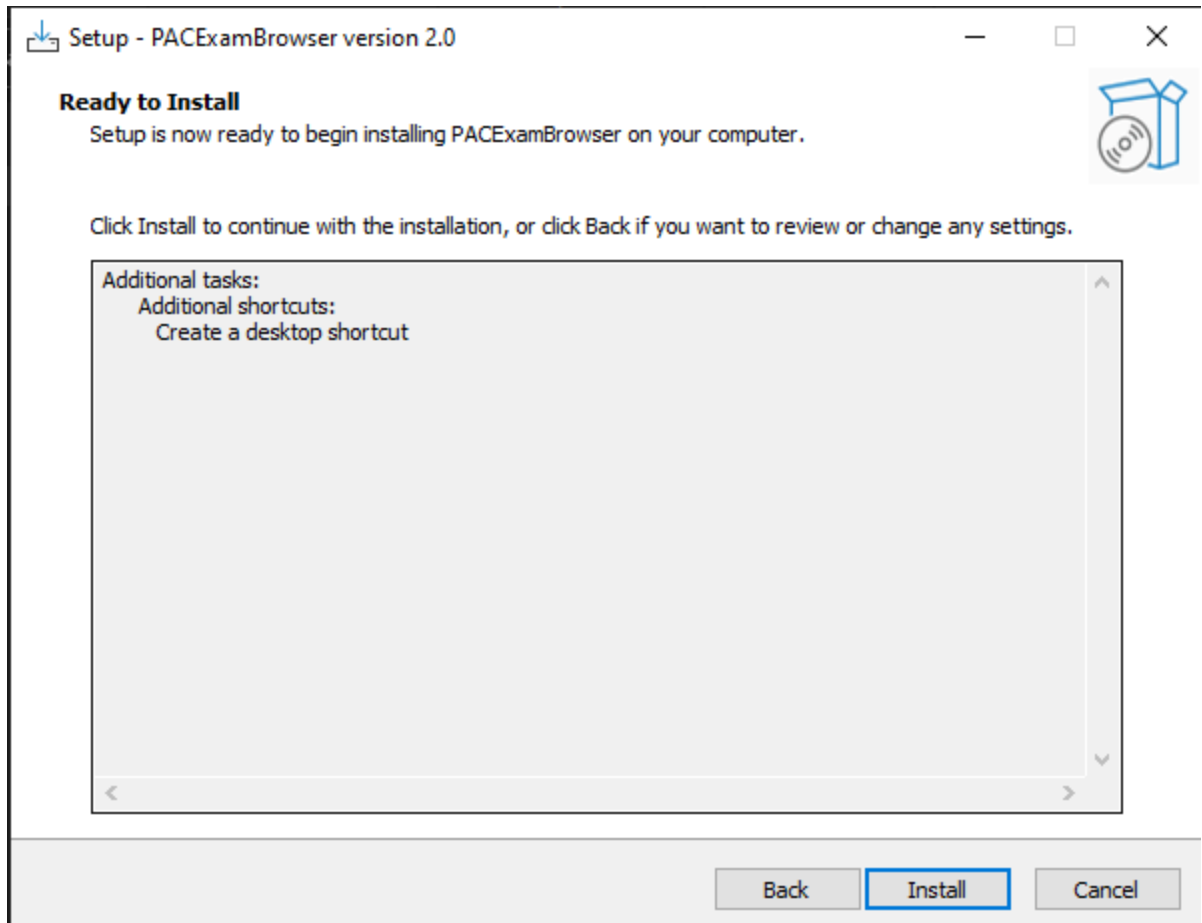 Setup - PACExamBrowser version 2.0
Ready to Install
Setup is now ready to begin installing PACExamBrowser on your computer.
Click Install to continue with the installation, or click Back if you want to review or change any settings.
Additional tasks:
Additional shortcuts:
Create a desktop shortcut
Back Install Cancel